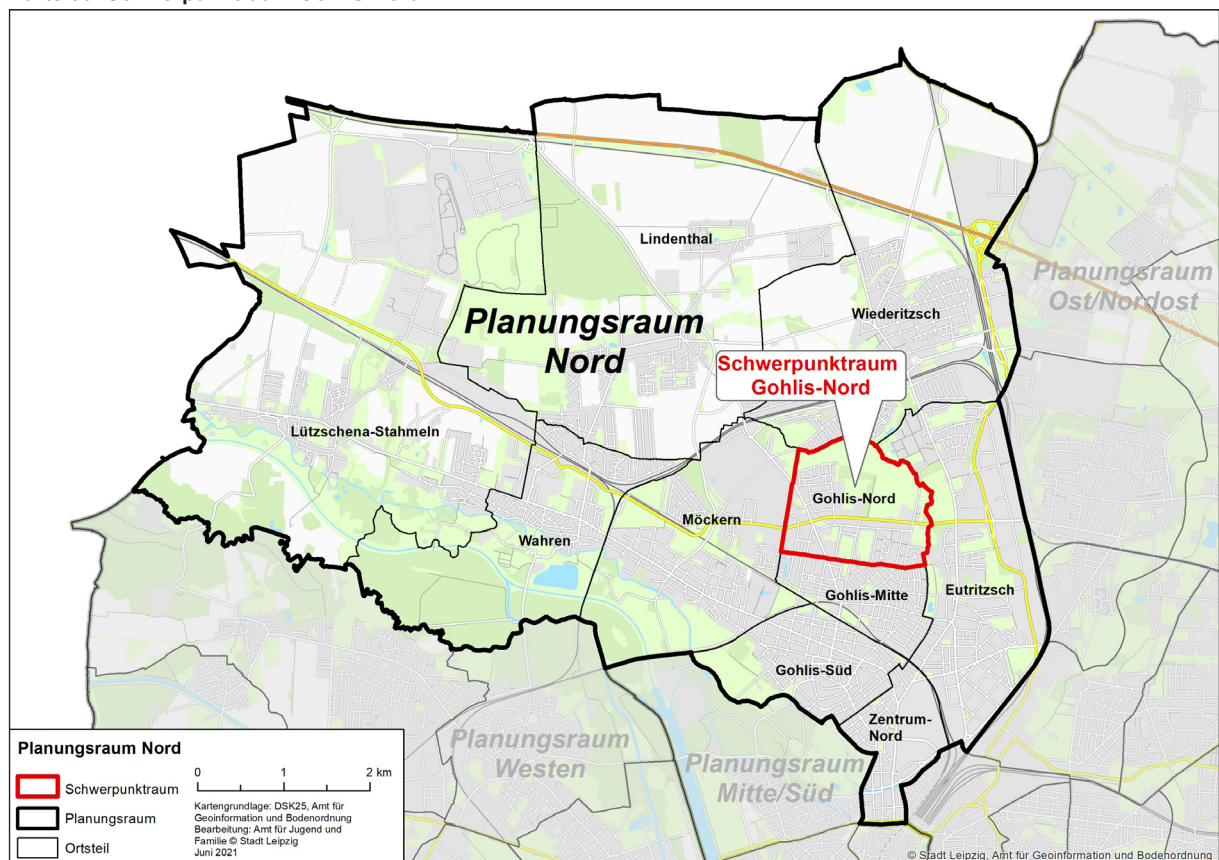 Lindenthal
Planungsraum
Ost/Nordost
Wiederitzsch
Planungsraum
Nord
Schwerpunktraum
Gohlis-Nord
Lützschena-Stahmeln
Gohlis-Nord
Möckern
Wahren
Gohlis-Mitte
Eutritzsch
Gohlis-Süd
Zentrum-
Nord
Planungsraum
Westen
Planungsraum
Mitte/Süd
Planungsraum Nord
0 1 2 km
Schwerpunktraum
Planungsraum
Ortsteil
Kartengrundlage: DSK25, Amt für
Geoinformation und Bodenordnung
Bearbeitung: Amt für Jugend und
Familie © Stadt Leipzig
Juni 2021
© Stadt Leipzig, Amt für Geoinformation und Bodenordnung